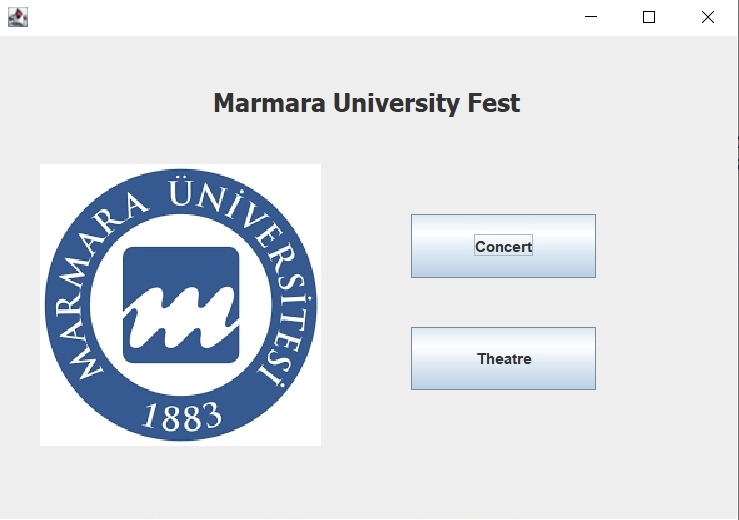 Marmara University Fest
MARMARA ÜNİVERSİTESİ
1883
Concert
Theatre